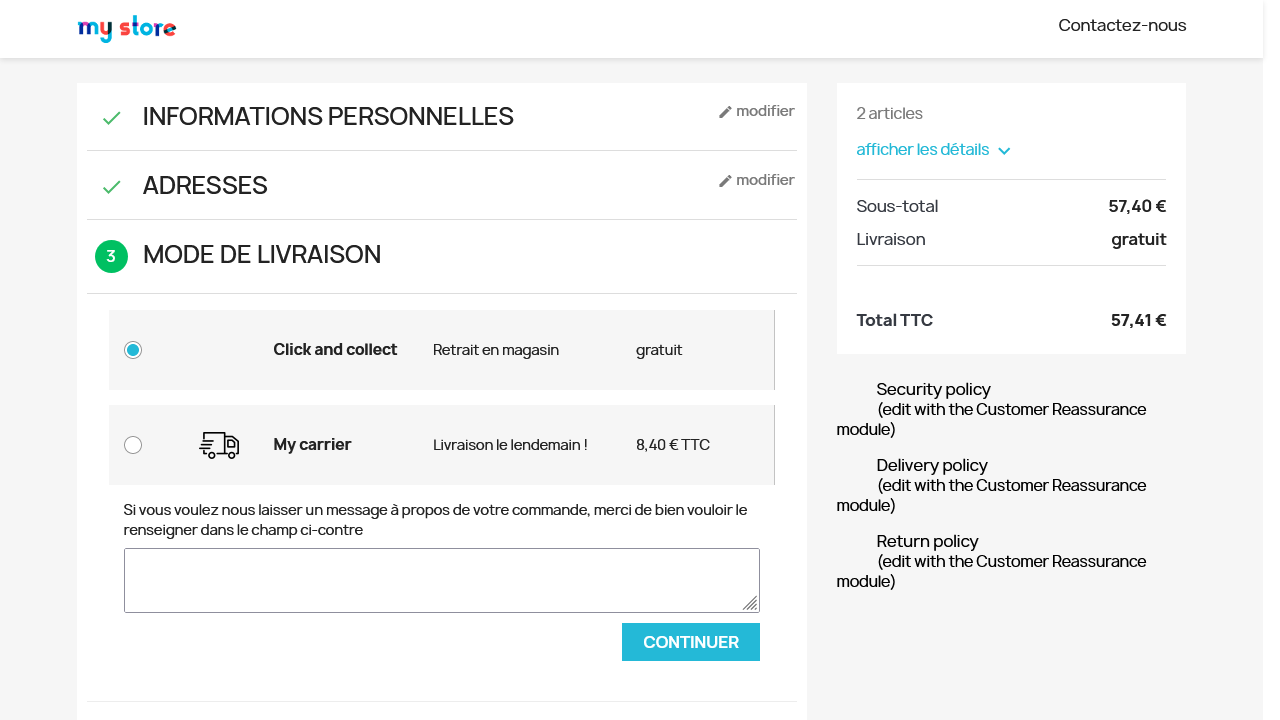 my store
Contactez-nous
INFORMATIONS PERSONNELLES
modifier
ADRESSES
modifier
3
MODE DE LIVRAISON
Click and collect
Retrait en magasin
gratuit
My carrier
Livraison le lendemain !
8,40 € TTC
Si vous voulez nous laisser un message à propos de votre commande, merci de bien vouloir le
renseigner dans le champ ci-contre
CONTINUER
2 articles
afficher les détails
Sous-total
57,40 €
Livraison
gratuit
Total TTC
57,41 €
Security policy
(edit with the Customer Reassurance
module)
Delivery policy
(edit with the Customer Reassurance
module)
Return policy
(edit with the Customer Reassurance
module)